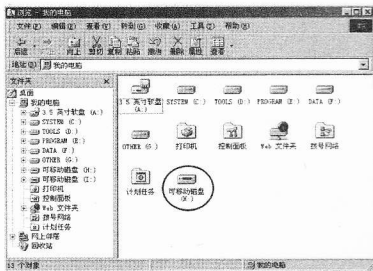 浏览 - 我的电脑
文件(F) 编辑(E) 查看(V) 转到(G) 收藏(A) 工具(T) 帮助(H)
后退 向上 剪切 复制 粘贴 撤消 删除 属性 查看
地址(D) 我的电脑
文件夹
桌面
我的电脑
3.5 英寸软盘 (A:)
SYSTEM (C:)
TOOLS (D:)
PROGRAM (E:)
DATA (F:)
OTHER (G:)
可移动磁盘 (H:)
可移动磁盘 (I:)
打印机
控制面板
Web 文件夹
拨号网络
计划任务
网上邻居
回收站
3.5 英寸软盘 (A:)
SYSTEM (C:)
TOOLS (D:)
PROGRAM (E:)
DATA (F:)
OTHER (G:)
打印机
控制面板
Web 文件夹
拨号网络
计划任务
可移动磁盘
13 个对象
我的电脑